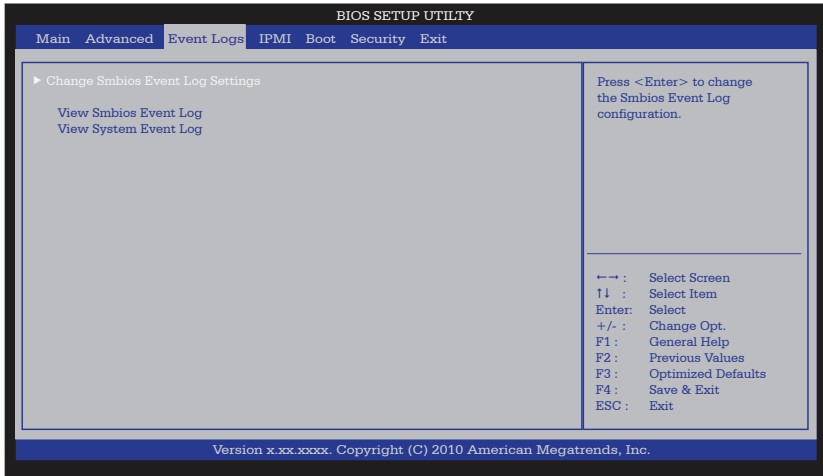 BIOS SETUP UTILTY
Main Advanced Event Logs IPMI Boot Security Exit
▶ Change Smbios Event Log Settings
View Smbios Event Log
View System Event Log
Press <Enter> to change
the Smbios Event Log
configuration.
←→ : Select Screen
↑↓ : Select Item
Enter: Select
+/- : Change Opt.
F1 : General Help
F2 : Previous Values
F3 : Optimized Defaults
F4 : Save & Exit
ESC : Exit
Version x.xx.xxxx. Copyright (C) 2010 American Megatrends, Inc.